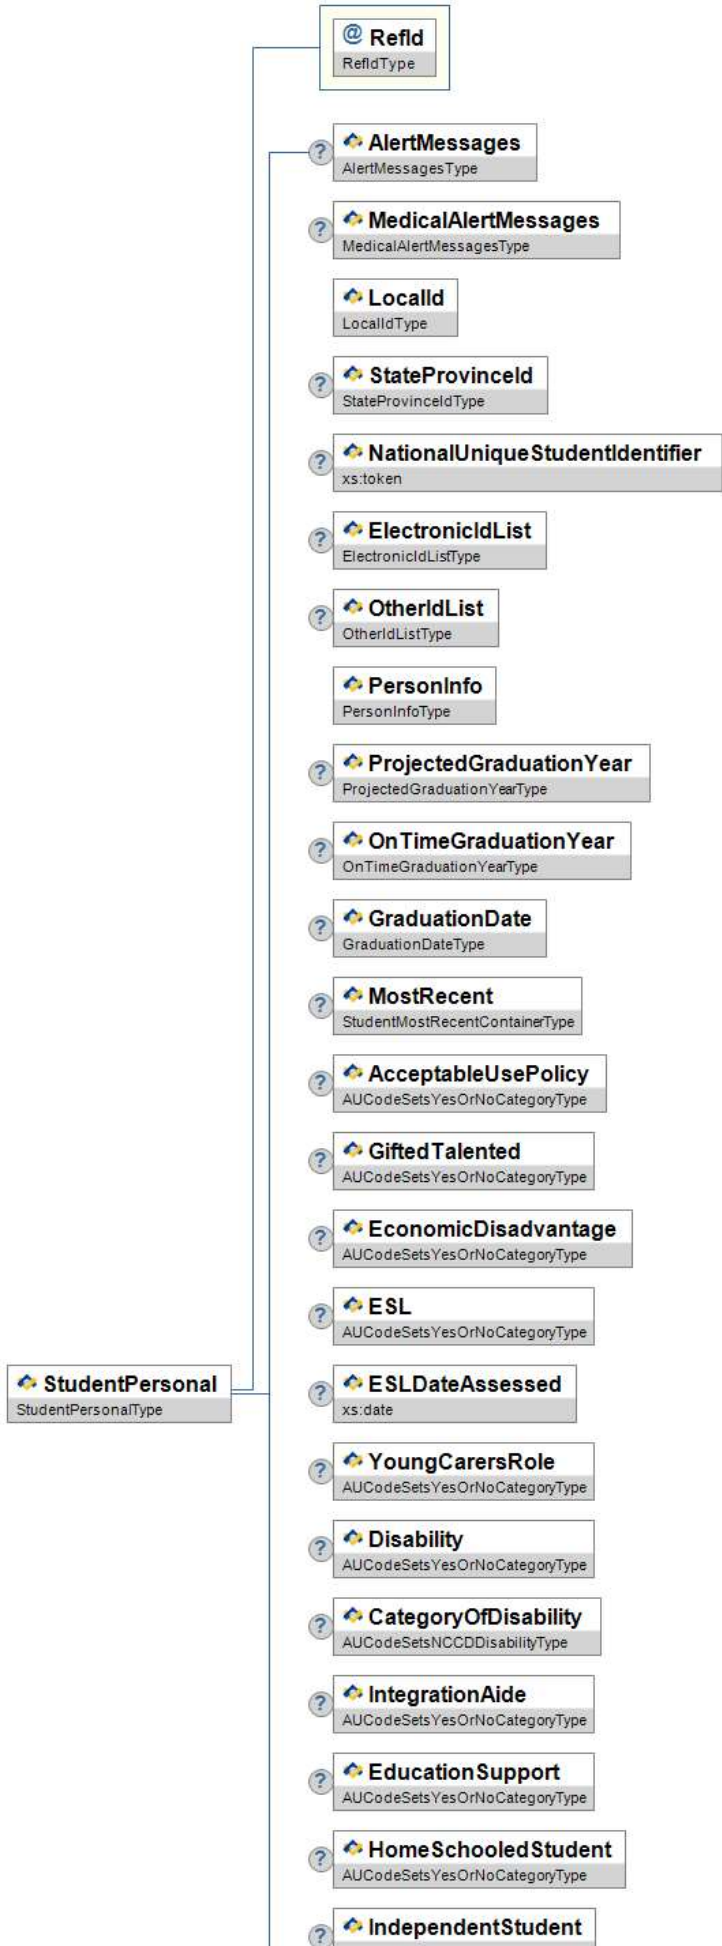 @ RefId
RefIdType
? AlertMessages
AlertMessagesType
? MedicalAlertMessages
MedicalAlertMessagesType
LocalId
LocalIdType
? StateProvinceId
StateProvinceIdType
? NationalUniqueStudentIdentifier
xs:token
? ElectronicIdList
ElectronicIdListType
? OtherIdList
OtherIdListType
PersonInfo
PersonInfoType
? ProjectedGraduationYear
ProjectedGraduationYearType
? OnTimeGraduationYear
OnTimeGraduationYearType
? GraduationDate
GraduationDateType
? MostRecent
StudentMostRecentContainerType
? AcceptableUsePolicy
AUCodeSetsYesOrNoCategoryType
? GiftedTalented
AUCodeSetsYesOrNoCategoryType
? EconomicDisadvantage
AUCodeSetsYesOrNoCategoryType
? ESL
AUCodeSetsYesOrNoCategoryType
StudentPersonal
StudentPersonalType
? ESLDateAssessed
xs:date
? YoungCarersRole
AUCodeSetsYesOrNoCategoryType
? Disability
AUCodeSetsYesOrNoCategoryType
? CategoryOfDisability
AUCodeSetsNCCDDisabilityType
? IntegrationAide
AUCodeSetsYesOrNoCategoryType
? EducationSupport
AUCodeSetsYesOrNoCategoryType
? HomeSchooledStudent
AUCodeSetsYesOrNoCategoryType
? IndependentStudent